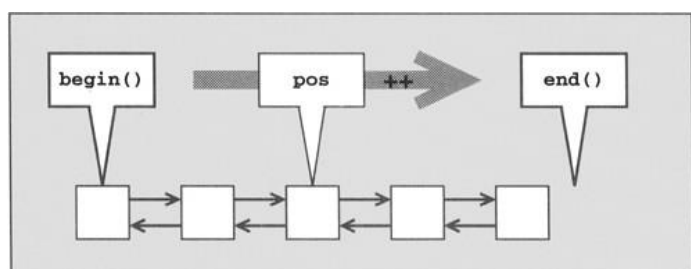 begin()
pos
++
end()